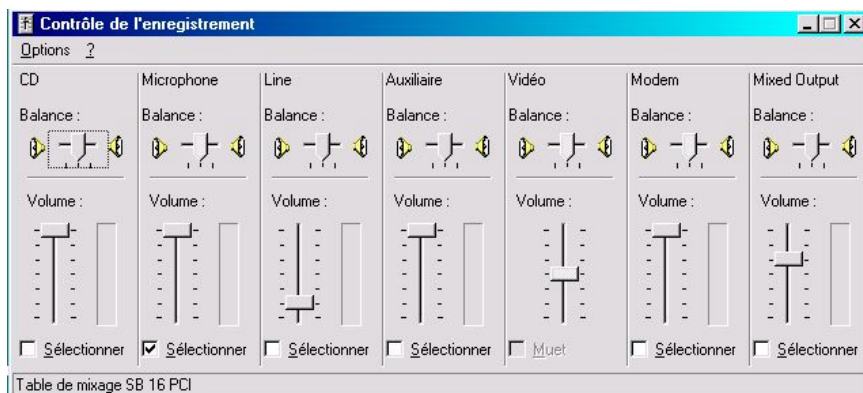 Contrôle de l'enregistrement
Options ?
CD Microphone Line Auxiliaire Vidéo Modem Mixed Output
Balance : Balance : Balance : Balance : Balance : Balance : Balance :
Volume : Volume : Volume : Volume : Volume : Volume : Volume :
Sélectionner Sélectionner Sélectionner Sélectionner Muet Sélectionner Sélectionner
Table de mixage SB 16 PCI